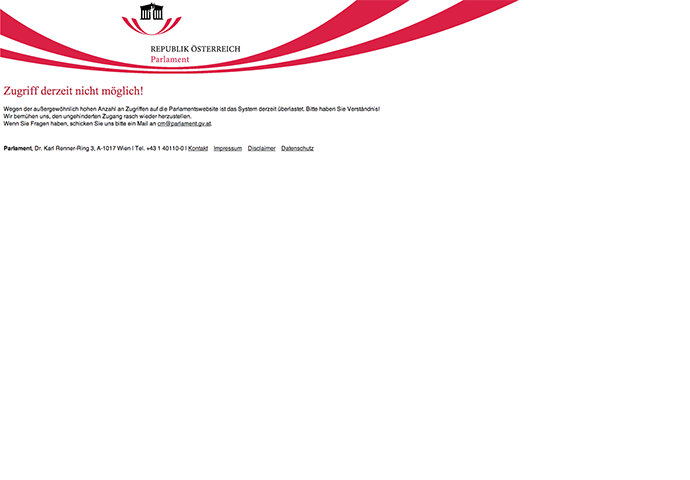 REPUBLIK ÖSTERREICH
Parlament
Zugriff derzeit nicht möglich!
Wegen der außergewöhnlich hohen Anzahl an Zugriffen auf die Parlamentswebsite ist das System derzeit überlastet. Bitte haben Sie Verständnis!
Wir bemühen uns, den ungehinderten Zugang rasch wieder herzustellen.
Wenn Sie Fragen haben, schicken Sie uns bitte ein Mail an cm@parlament.gv.at.
Parlament, Dr. Karl Renner-Ring 3, A-1017 Wien | Tel. +43 1 40110-0 | Kontakt Impressum Disclaimer Datenschutz